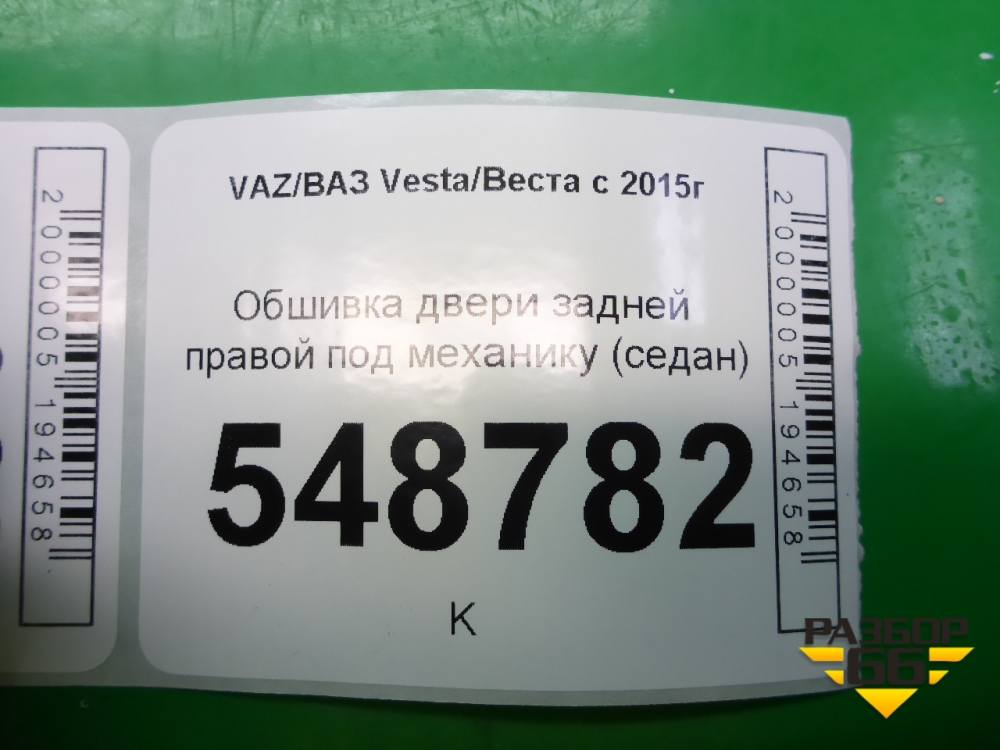 VAZ/ВАЗ Vesta/Веста с 2015г
Обшивка двери задней
правой под механику (седан)
548782
К
2000005194658
2000005194658
РАЗБОР
66